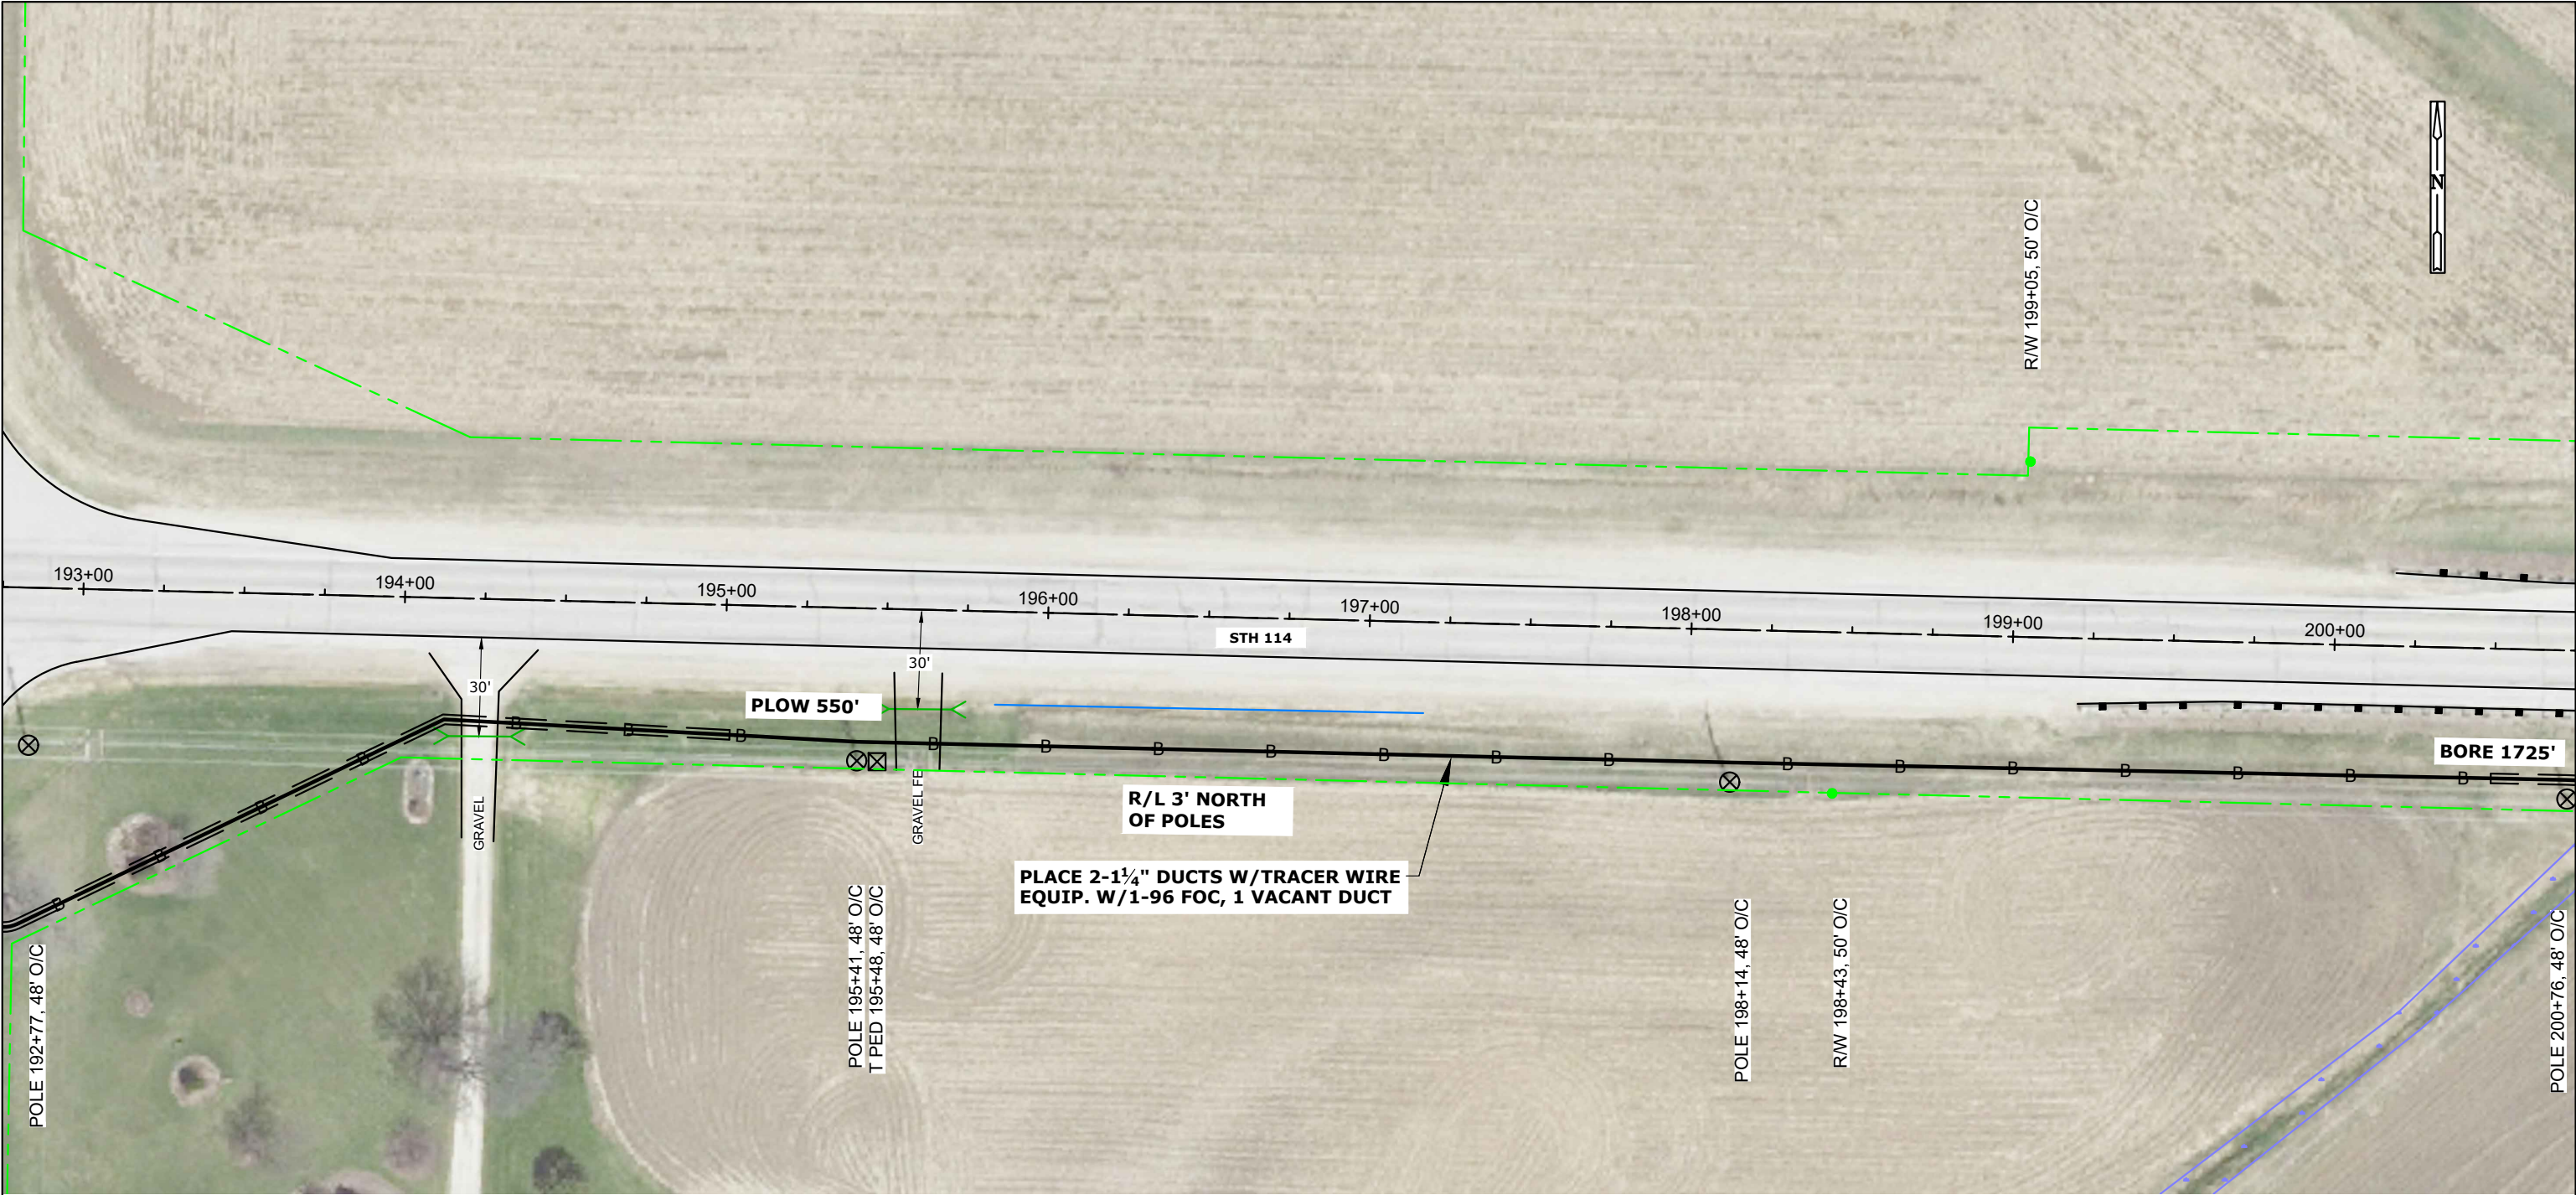 N
R/W 199+05, 50' O/C
193+00
194+00
195+00
196+00
197+00
198+00
199+00
200+00
STH 114
30'
30'
PLOW 550'
BORE 1725'
B B B B B B B B B B B B B B B B B B B B B B
GRAVEL
GRAVEL FE
R/L 3' NORTH
OF POLES
PLACE 2-1¼" DUCTS W/TRACER WIRE
EQUIP. W/1-96 FOC, 1 VACANT DUCT
POLE 192+77, 48' O/C
POLE 195+41, 48' O/C
T PED 195+48, 48' O/C
POLE 198+14, 48' O/C
R/W 198+43, 50' O/C
POLE 200+76, 48' O/C